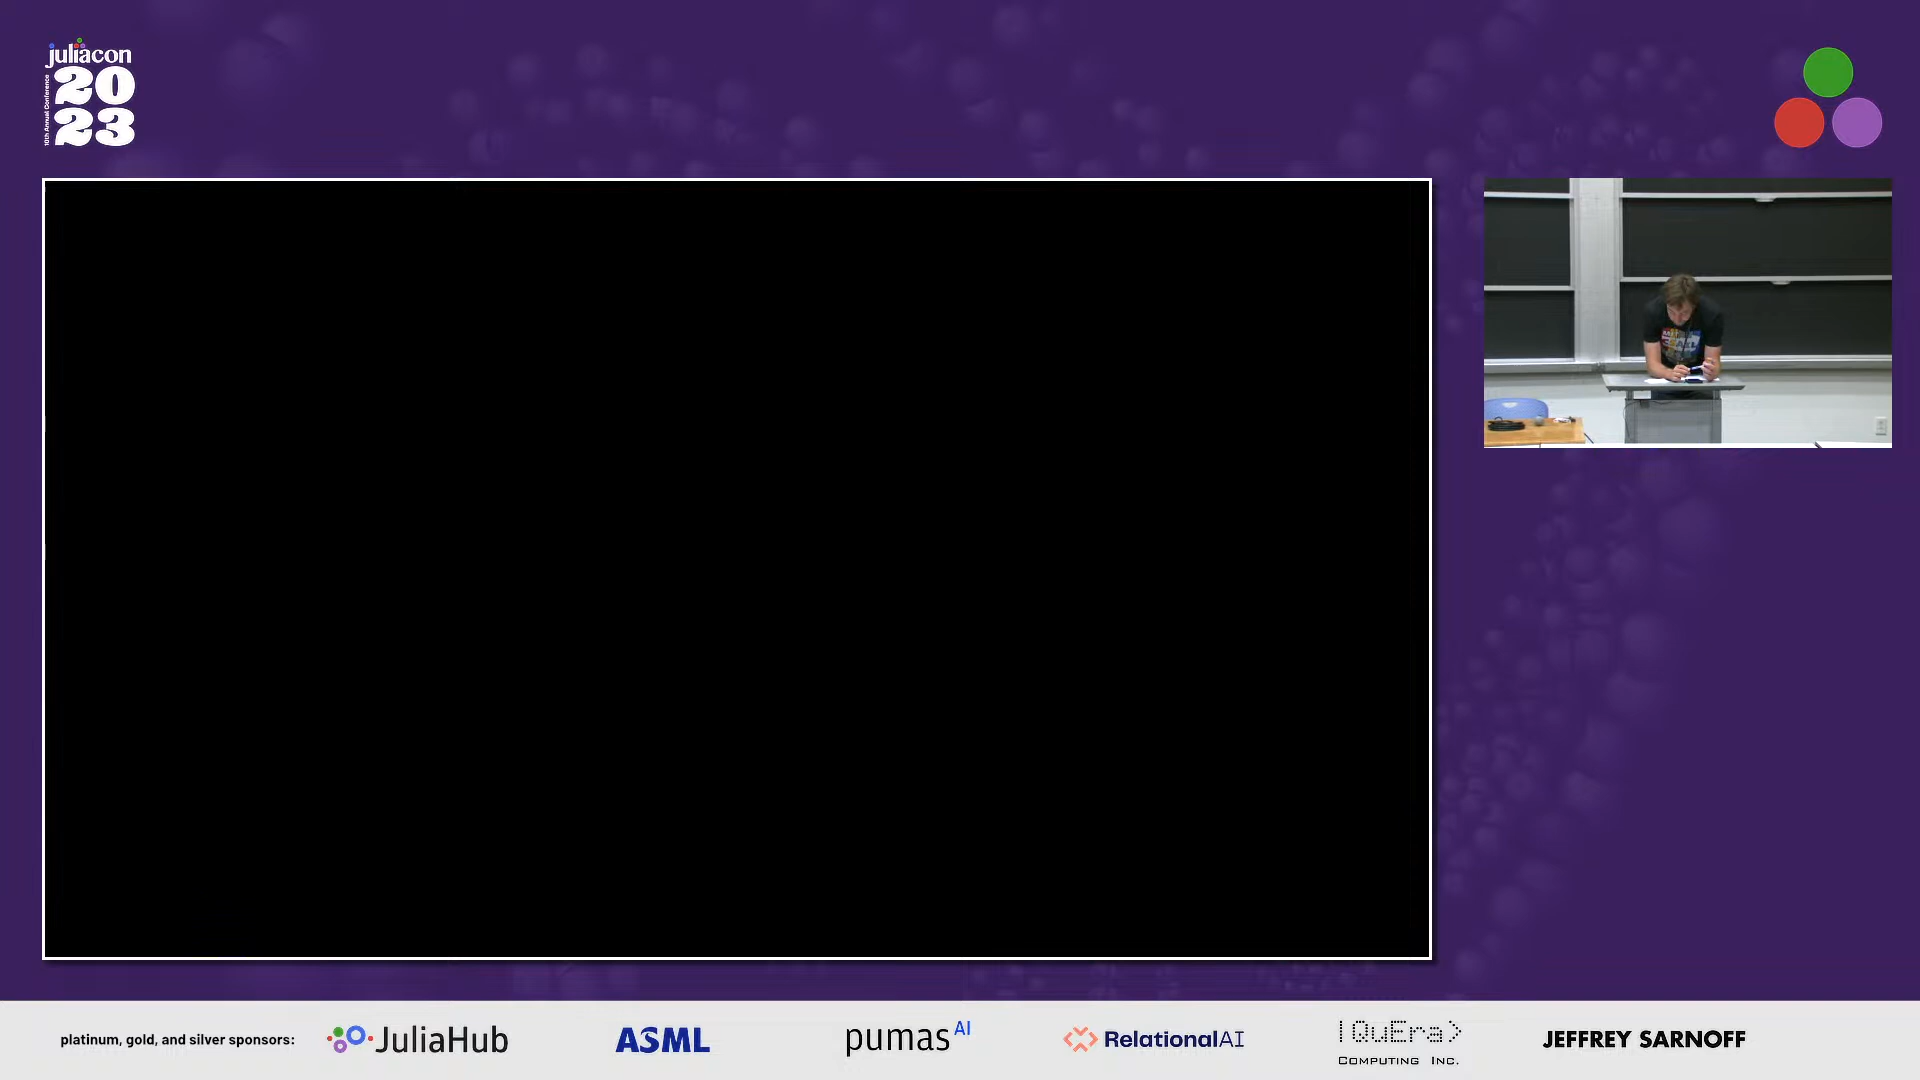 juliacon
20
23
10th Annual Conference
platinum, gold, and silver sponsors:
JuliaHub
ASML
pumas AI
RelationalAI
|QuEra>
COMPUTING INC.
JEFFREY SARNOFF